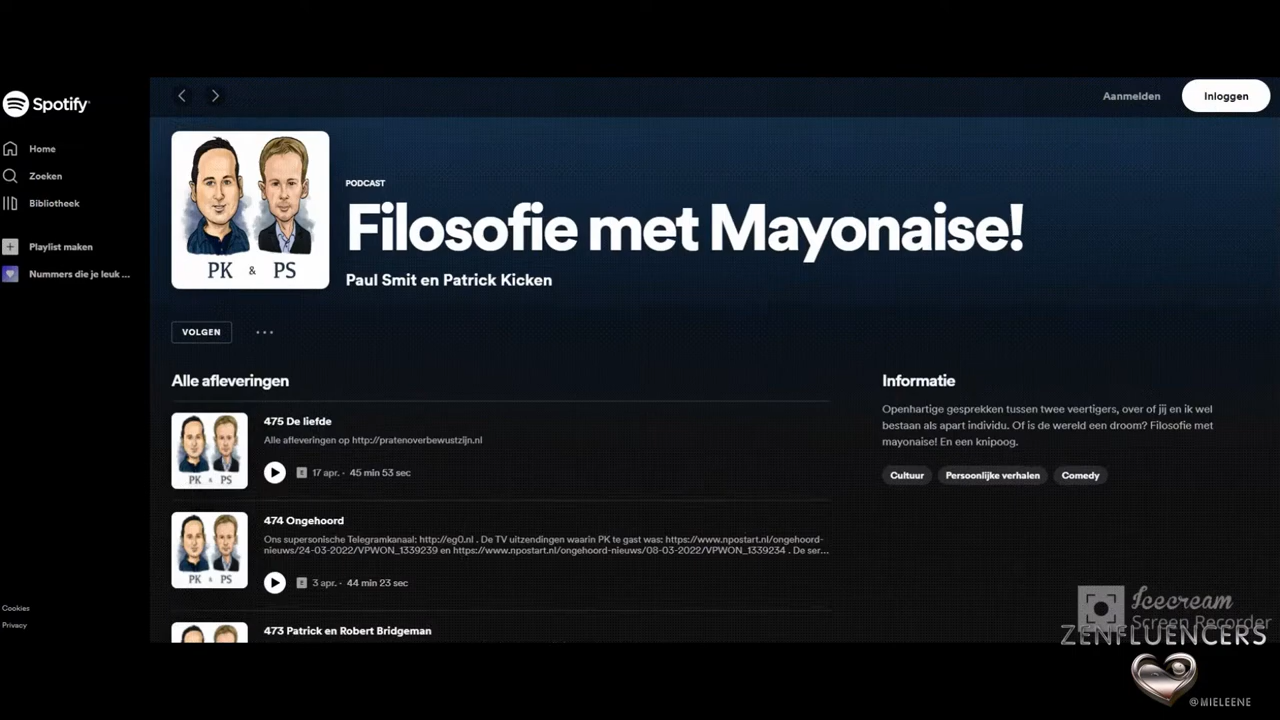 Spotify
Home
Zoeken
Bibliotheek
Playlist maken
Nummers die je leuk ...
Cookies
Privacy
Aanmelden
Inloggen
PK & PS
PODCAST
Filosofie met Mayonaise!
Paul Smit en Patrick Kicken
VOLGEN
Alle afleveringen
PK & PS
475 De liefde
Alle afleveringen op http://pratenoverbewustzijn.nl
E 17 apr. · 45 min 53 sec
PK & PS
474 Ongehoord
Ons supersonische Telegramkanaal: http://eg0.nl . De TV uitzendingen waarin PK te gast was: https://www.npostart.nl/ongehoord-
nieuws/24-03-2022/VPWON_1339239 en https://www.npostart.nl/ongehoord-nieuws/08-03-2022/VPWON_1339234 . De ser...
E 3 apr. · 44 min 23 sec
473 Patrick en Robert Bridgeman
Informatie
Openhartige gesprekken tussen twee veertigers, over of jij en ik wel
bestaan als apart individu. Of is de wereld een droom? Filosofie met
mayonaise! En een knipoog.
Cultuur
Persoonlijke verhalen
Comedy
Icecream
Screen Recorder
ZENFLUENCERS
@MIELEENE